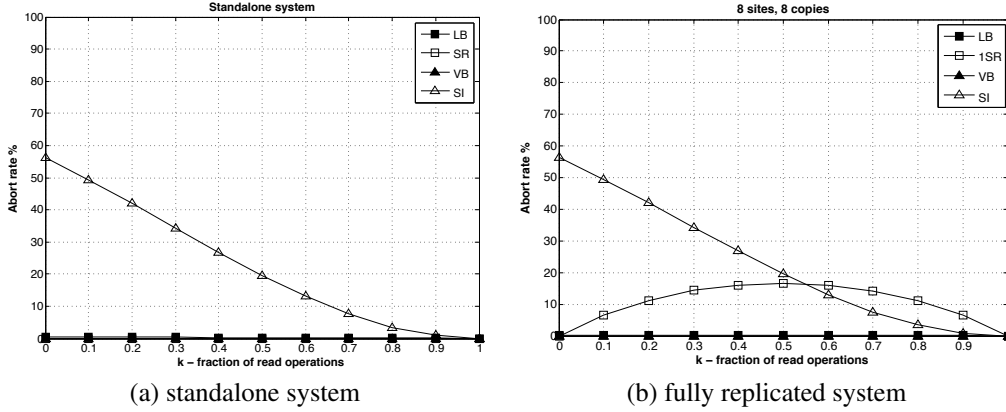 Standalone system
100
90
80
70
60
50
40
30
20
10
0
Abort rate %
LB
SR
VB
SI
0 0.1 0.2 0.3 0.4 0.5 0.6 0.7 0.8 0.9 1
k − fraction of read operations
(a) standalone system
8 sites, 8 copies
100
90
80
70
60
50
40
30
20
10
0
Abort rate %
LB
1SR
VB
SI
0 0.1 0.2 0.3 0.4 0.5 0.6 0.7 0.8 0.9
k − fraction of read operations
(b) fully replicated system